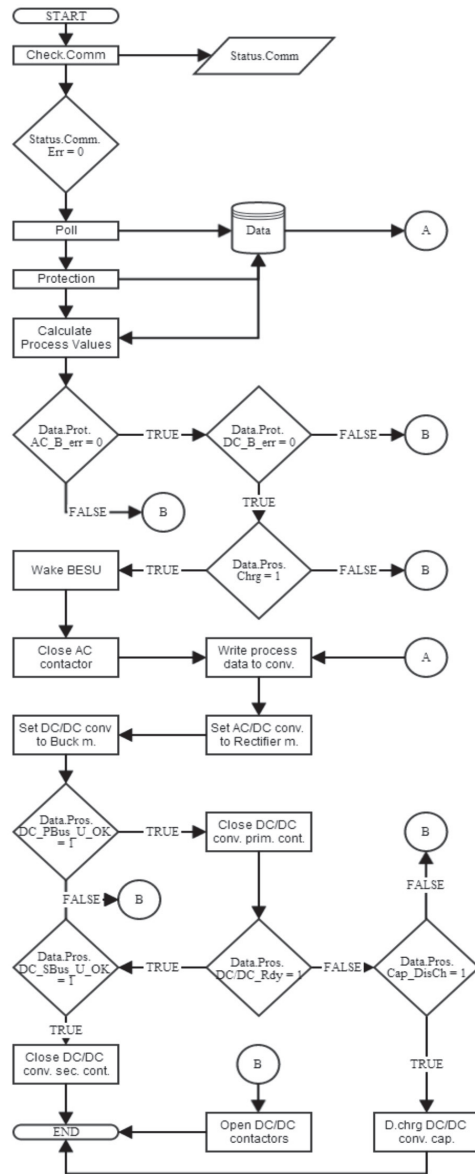 START
Check.Comm
Status.Comm
Status.Comm.
Err = 0
Poll
Data
A
Protection
Calculate
Process Values
Data.Prot.
AC_B_err = 0
TRUE
Data.Prot.
DC_B_err = 0
FALSE
B
FALSE
B
TRUE
Wake BESU
TRUE
Data.Pros.
Chrg = 1
FALSE
B
Close AC
contactor
Write process
data to conv.
A
Set DC/DC conv
to Buck m.
Set AC/DC conv.
to Rectifier m.
Data.Pros.
DC_PBus_U_OK
= 1
TRUE
Close DC/DC
conv. prim. cont.
B
FALSE
B
FALSE
Data.Pros.
DC_SBus_U_OK
= 1
TRUE
Data.Pros.
DC/DC_Rdy = 1
FALSE
Data.Pros.
Cap_DisCh = 1
TRUE
TRUE
Close DC/DC
conv. sec. cont.
B
END
Open DC/DC
contactors
D.chrg DC/DC
conv. cap.